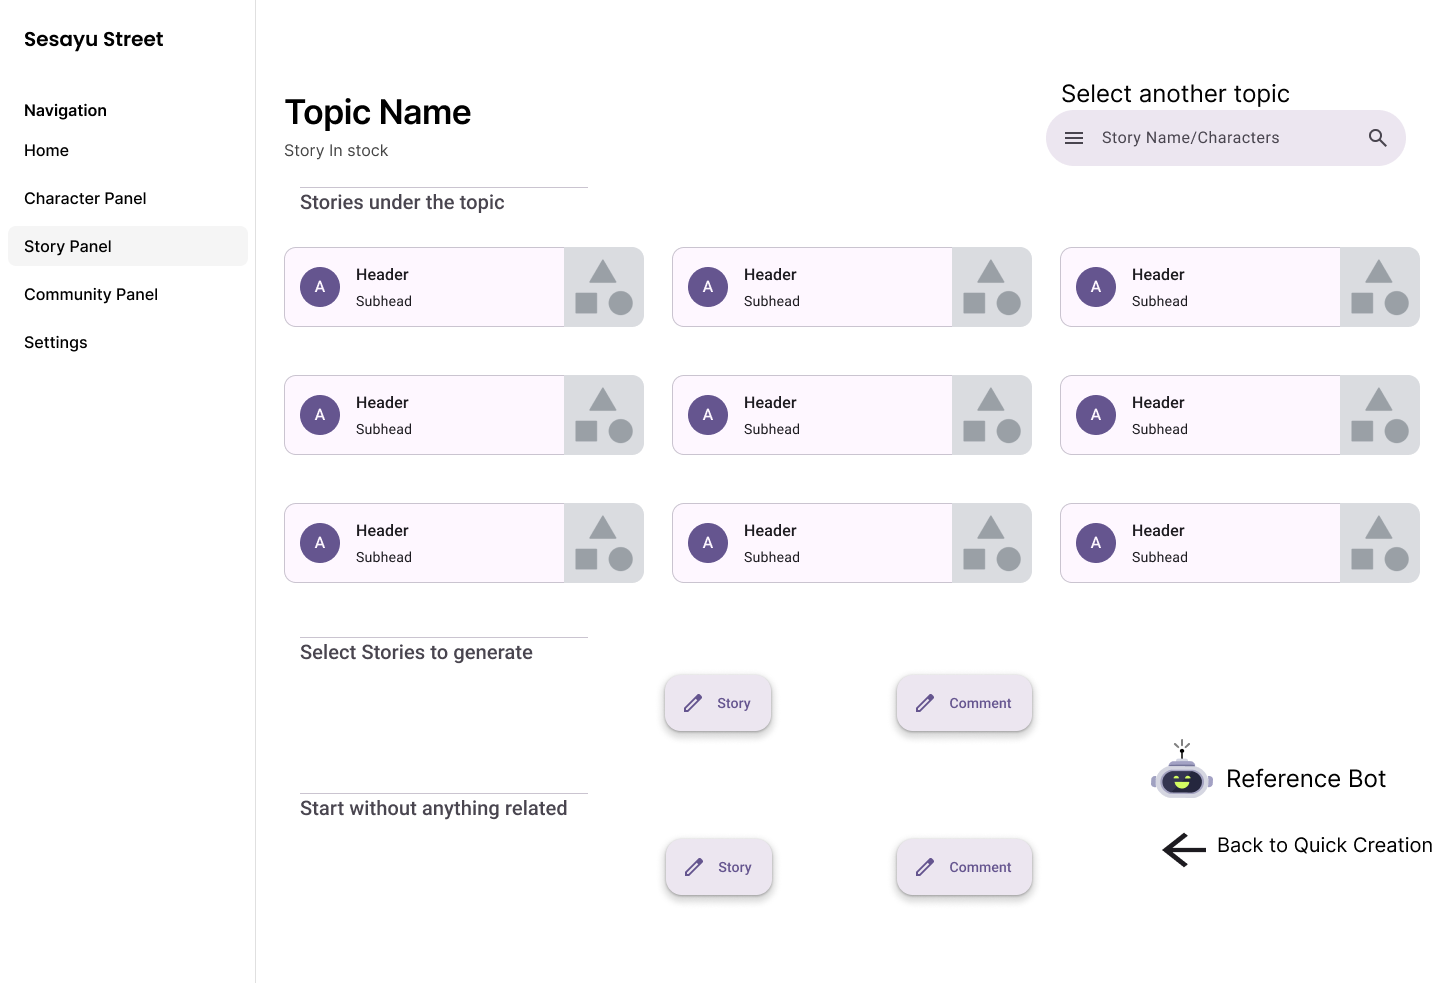 Sesayu Street
Navigation
Home
Character Panel
Story Panel
Community Panel
Settings
Topic Name
Story In stock
Select another topic
Story Name/Characters
Stories under the topic
A
Header
Subhead
A
Header
Subhead
A
Header
Subhead
A
Header
Subhead
A
Header
Subhead
A
Header
Subhead
A
Header
Subhead
A
Header
Subhead
A
Header
Subhead
Select Stories to generate
Story
Comment
Start without anything related
Story
Comment
Reference Bot
Back to Quick Creation